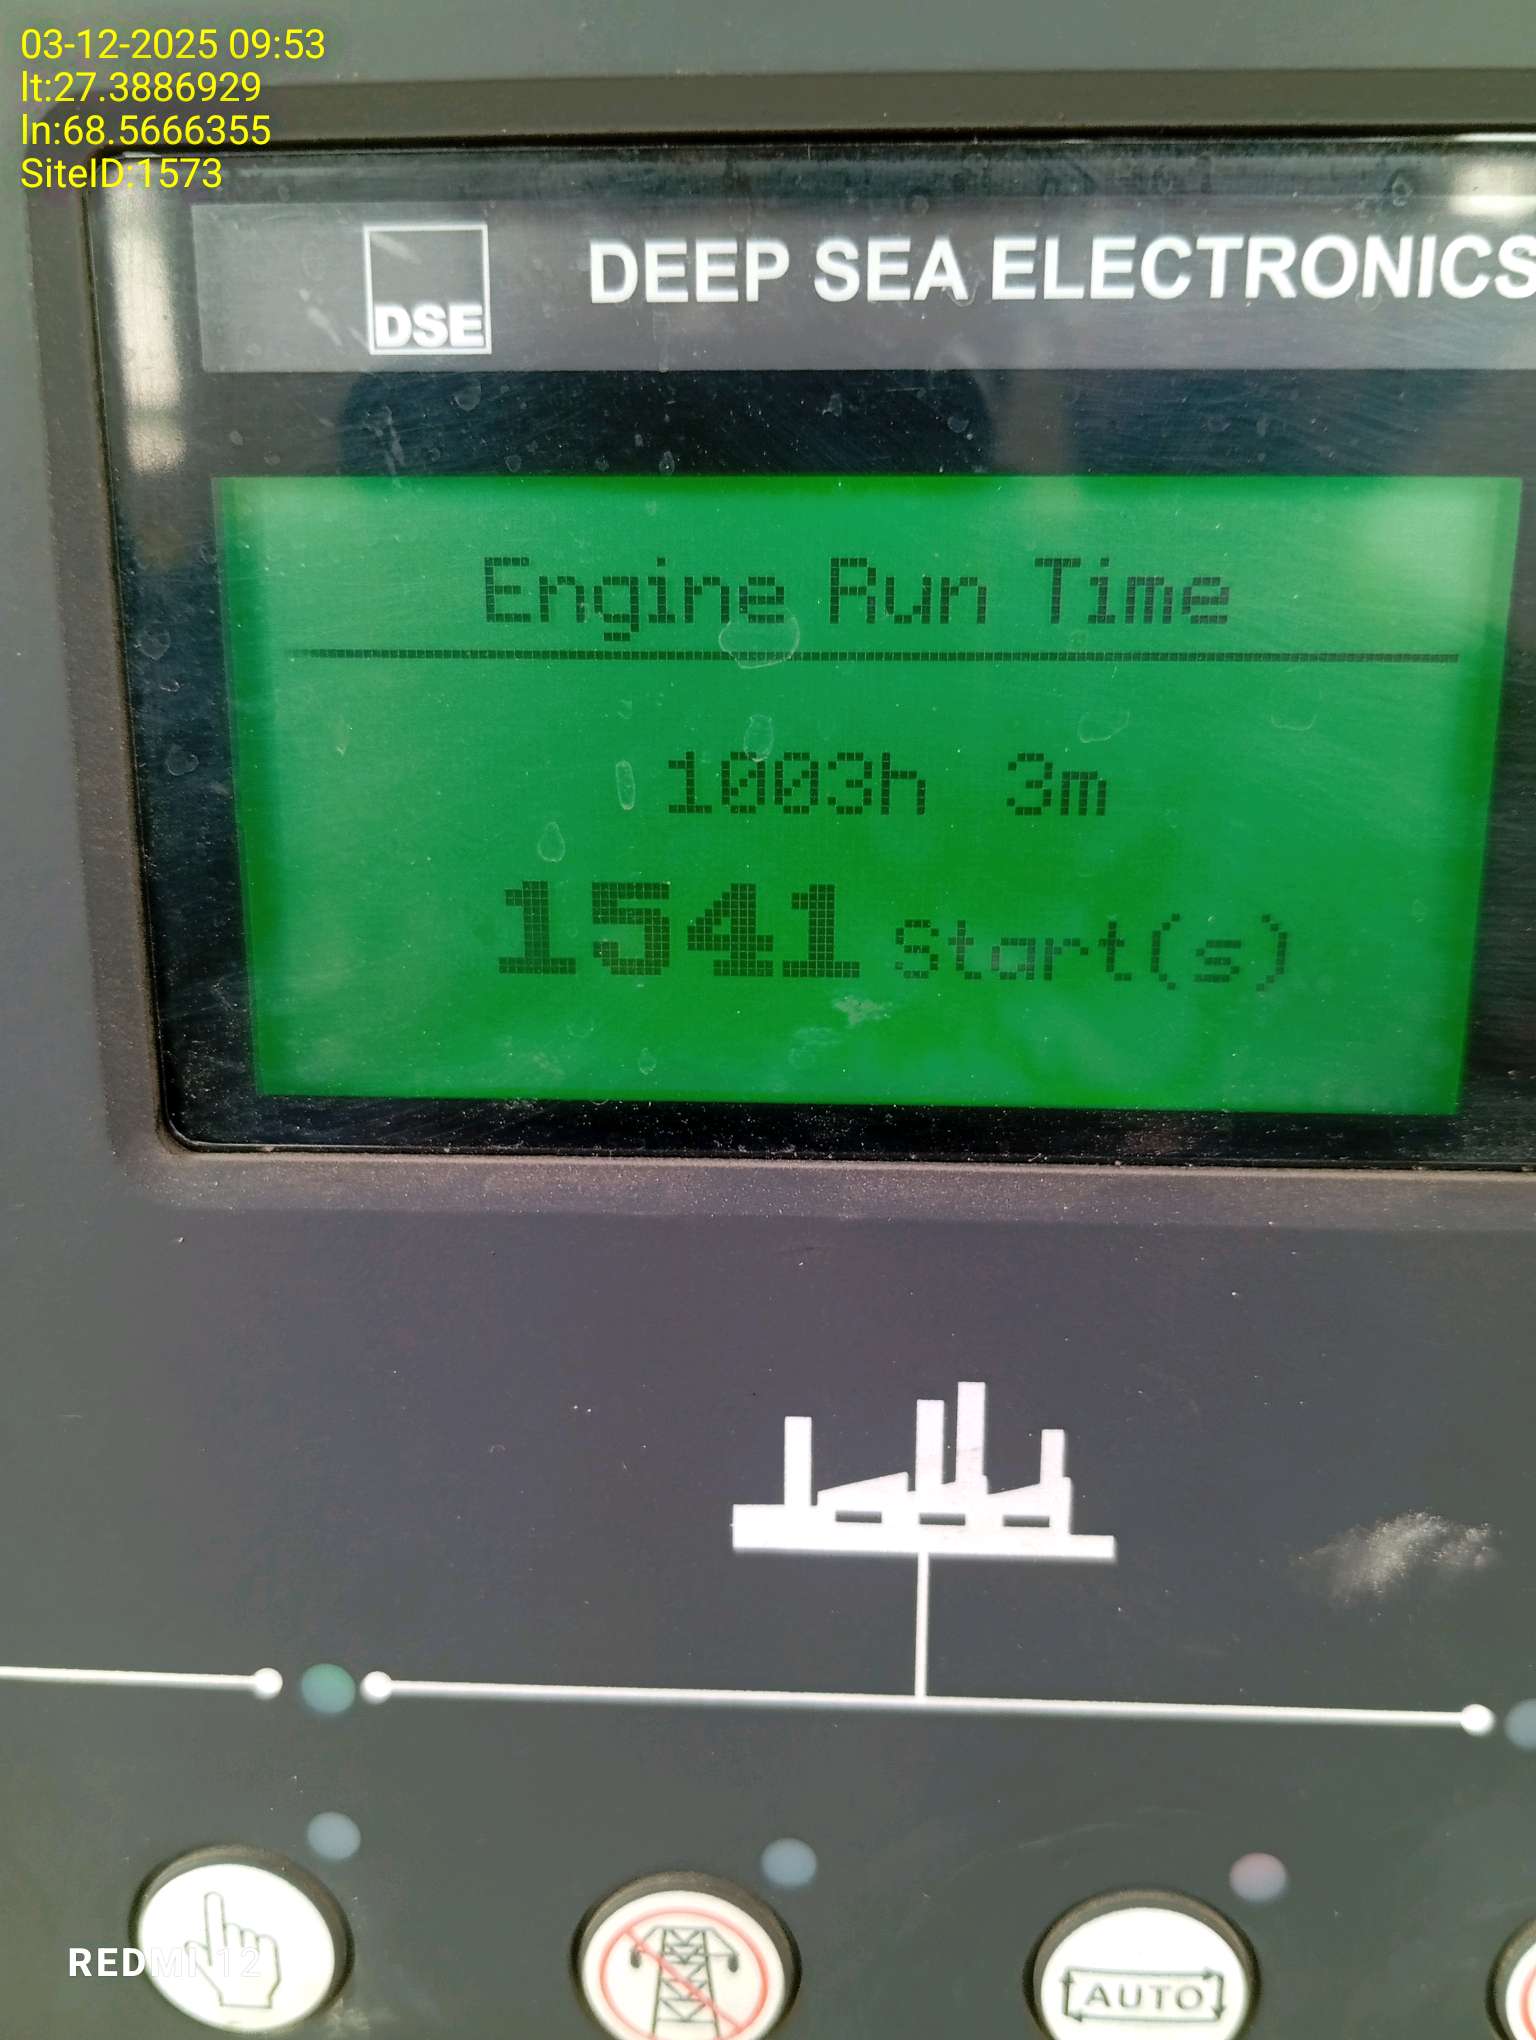 03-12-2025 09:53
lt:27.3886929
ln:68.5666355
SiteID:1573
DSE
DEEP SEA ELECTRONICS
Engine Run Time
1003h 3m
1541 Start(s)
AUTO
REDMI 12